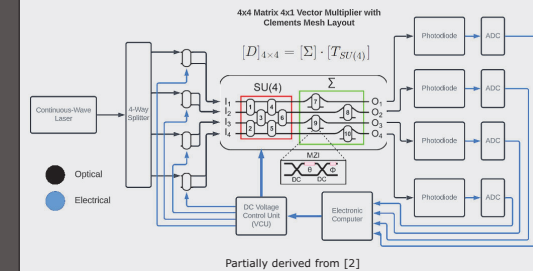 4x4 Matrix 4x1 Vector Multiplier with
Clements Mesh Layout
[D]₄ₓ₄ = [Σ] · [T_SU(4)]
Continuous-Wave
Laser
4-Way
Splitter
SU(4)
Σ
I₁
I₂
I₃
I₄
1
2
3
4
5
6
7
8
9
10
O₁
O₂
O₃
O₄
MZI
θ
Φ
DC
DC
Photodiode
ADC
Photodiode
ADC
Photodiode
ADC
Photodiode
ADC
Optical
Electrical
DC Voltage
Control Unit
(VCU)
Electronic
Computer
Partially derived from [2]